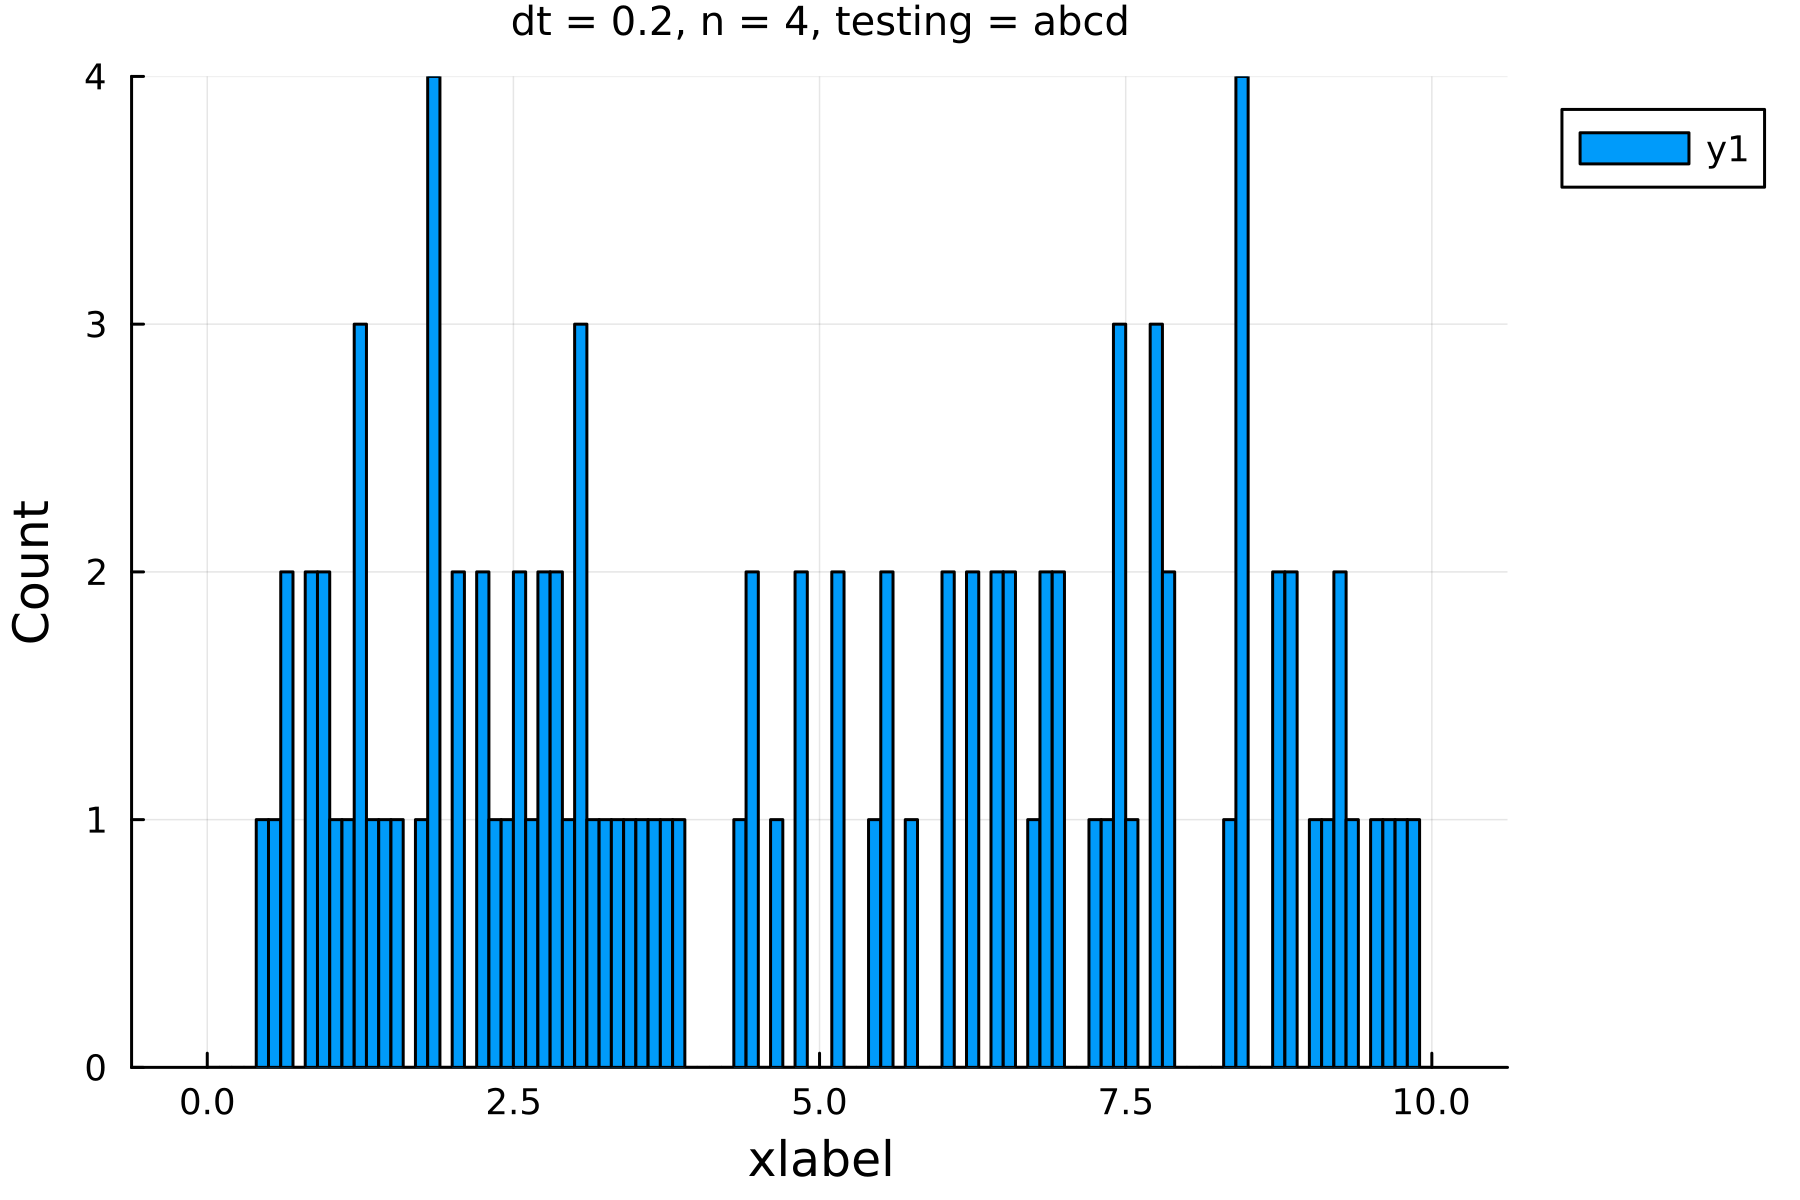 dt = 0.2, n = 4, testing = abcd
4
3
2
1
0
Count
0.0 2.5 5.0 7.5 10.0
xlabel
y1